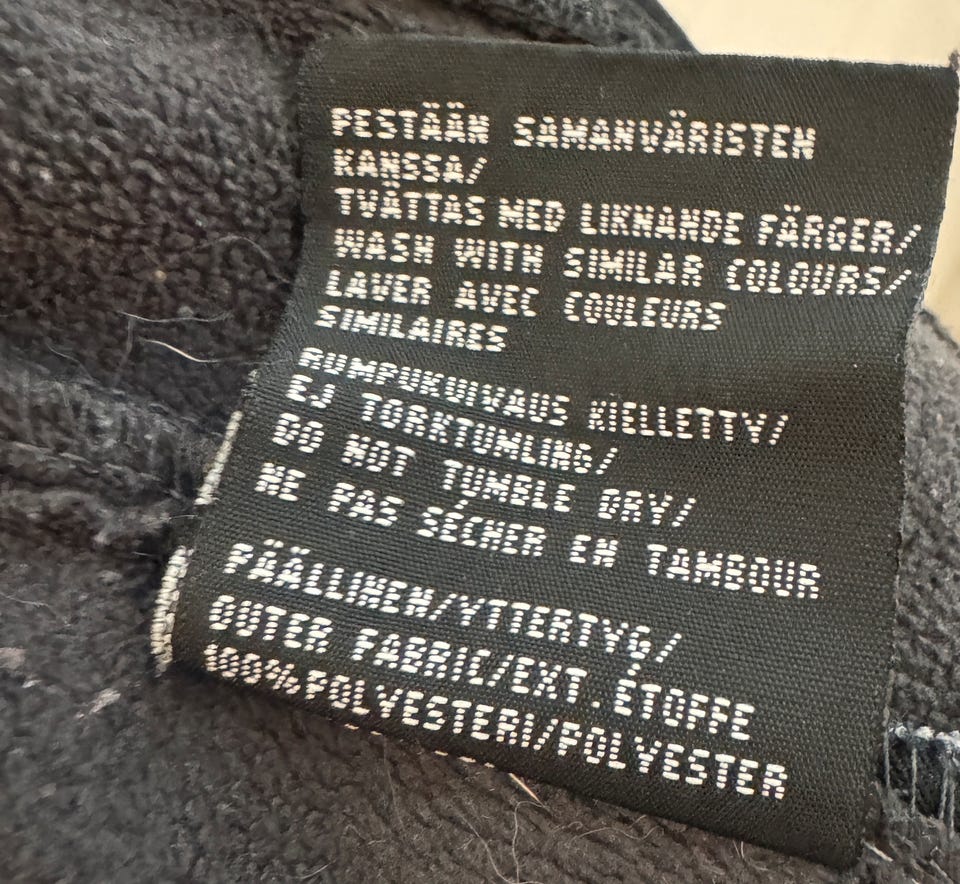 PESTÄÄN SAMANVÄRISTEN
KANSSA/
TVÄTTAS MED LIKNANDE FÄRGER/
WASH WITH SIMILAR COLOURS/
LAVER AVEC COULEURS
SIMILAIRES
RUMPUKUIVAUS KIELLETTY/
EJ TORKTUMLING/
DO NOT TUMBLE DRY/
NE PAS SÉCHER EN TAMBOUR
PÄÄLLINEN/YTTERTYG/
OUTER FABRIC/EXT.ÉTOFFE
100%POLYESTERI/POLYESTER